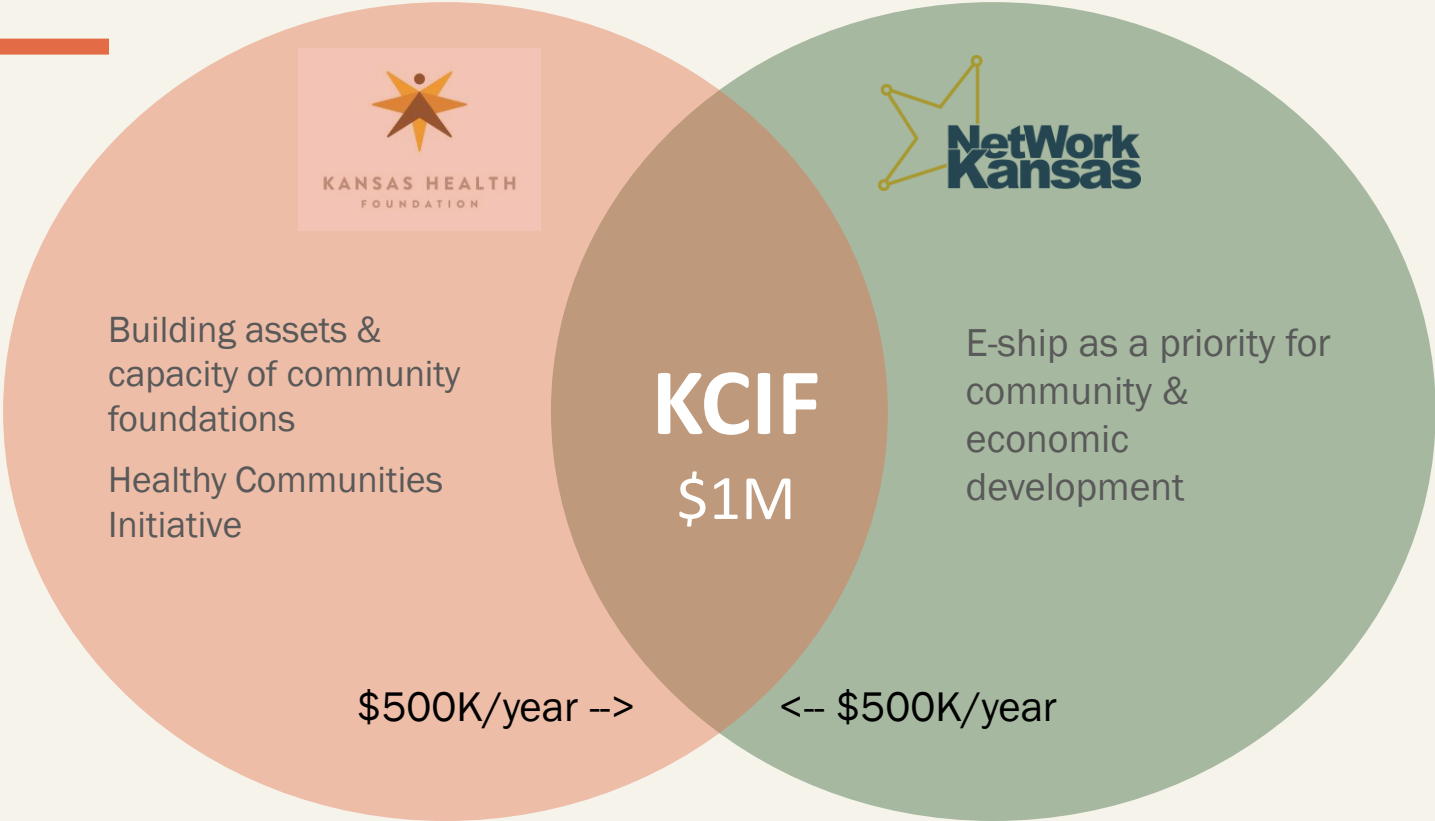 KANSAS HEALTH
FOUNDATION
NetWork
Kansas
Building assets &
capacity of community
foundations
Healthy Communities
Initiative
KCIF
$1M
E-ship as a priority for
community &
economic
development
$500K/year -->
<-- $500K/year